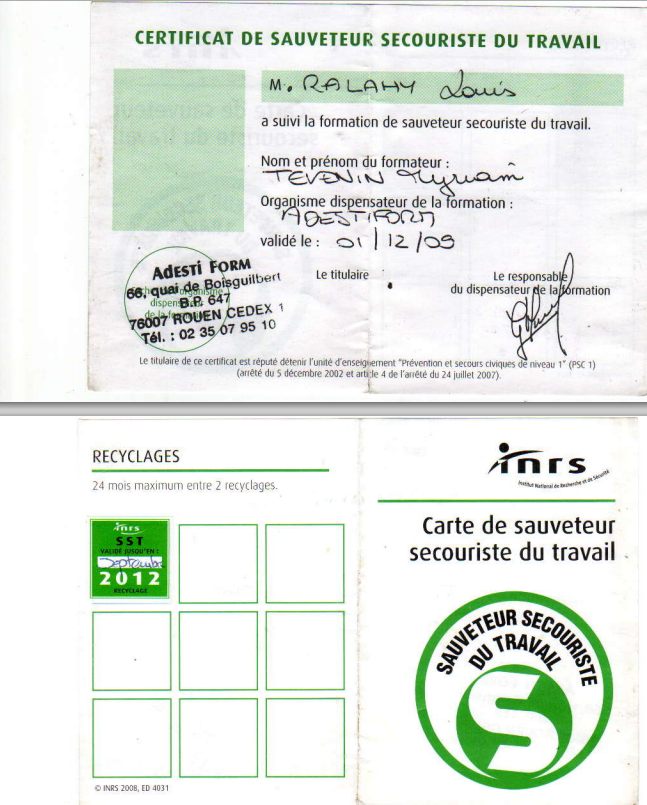 CERTIFICAT DE SAUVETEUR SECOURISTE DU TRAVAIL
M. RALAHY Louis
a suivi la formation de sauveteur secouriste du travail.
Nom et prénom du formateur :
TEVENIN Myriam
Organisme dispensateur de la formation :
ADESTIFORM
validé le : 01/12/09
Le titulaire
Le responsable
du dispensateur de la formation
ADESTI FORM
66, quai de Boisguilbert
B.P. 647
76007 ROUEN CEDEX 1
Tél. : 02 35 07 95 10
Le titulaire de ce certificat est réputé détenir l'unité d'enseignement "Prévention et secours civiques de niveau 1" (PSC 1)
(arrêté du 5 décembre 2002 et article 4 de l'arrêté du 24 juillet 2007).
RECYCLAGES
24 mois maximum entre 2 recyclages.
inrs
SST
VALIDÉ JUSQU'EN :
Septembre
2012
RECYCLAGE
© INRS 2008, ED 4031
inrs
Institut National de Recherche et de Sécurité
Carte de sauveteur
secouriste du travail
SAUVETEUR SECOURISTE
DU TRAVAIL
S